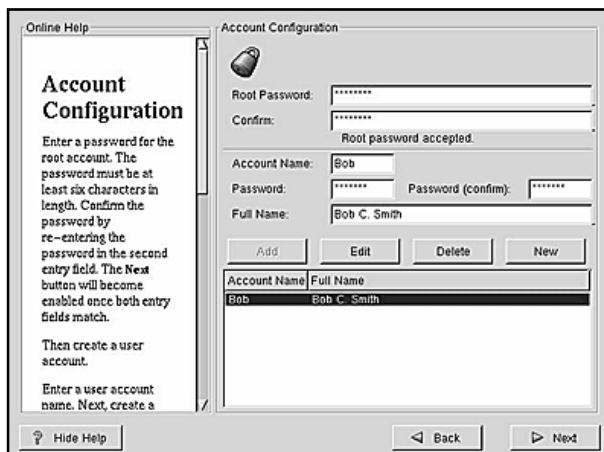 Online Help
Account
Configuration
Enter a password for the
root account. The
password must be at
least six characters in
length. Confirm the
password by
re-entering the
password in the second
entry field. The Next
button will become
enabled once both entry
fields match.
Then create a user
account.
Enter a user account
name. Next, create a
Account Configuration
Root Password: ********
Confirm: ********
Root password accepted.
Account Name: Bob
Password: ******* Password (confirm): *******
Full Name: Bob C. Smith
Add Edit Delete New
Account Name Full Name
Bob Bob C. Smith
Hide Help Back Next